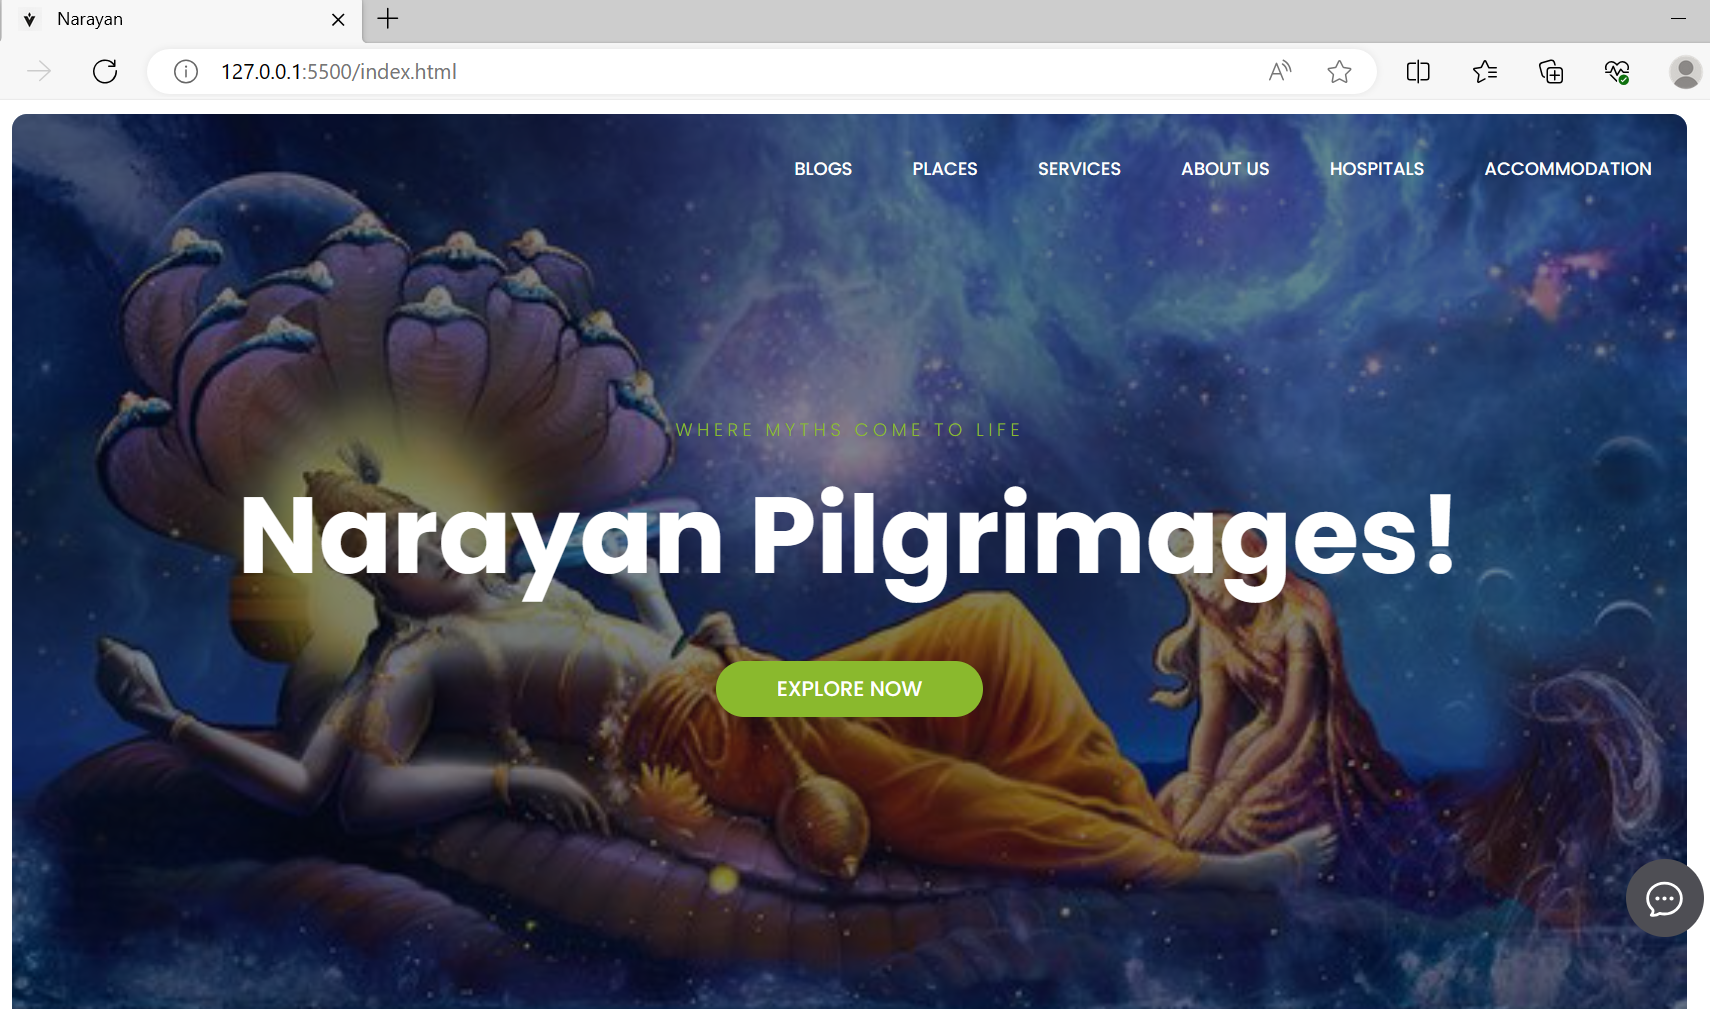 Narayan
127.0.0.1:5500/index.html
BLOGS PLACES SERVICES ABOUT US HOSPITALS ACCOMMODATION
WHERE MYTHS COME TO LIFE
Narayan Pilgrimages!
EXPLORE NOW